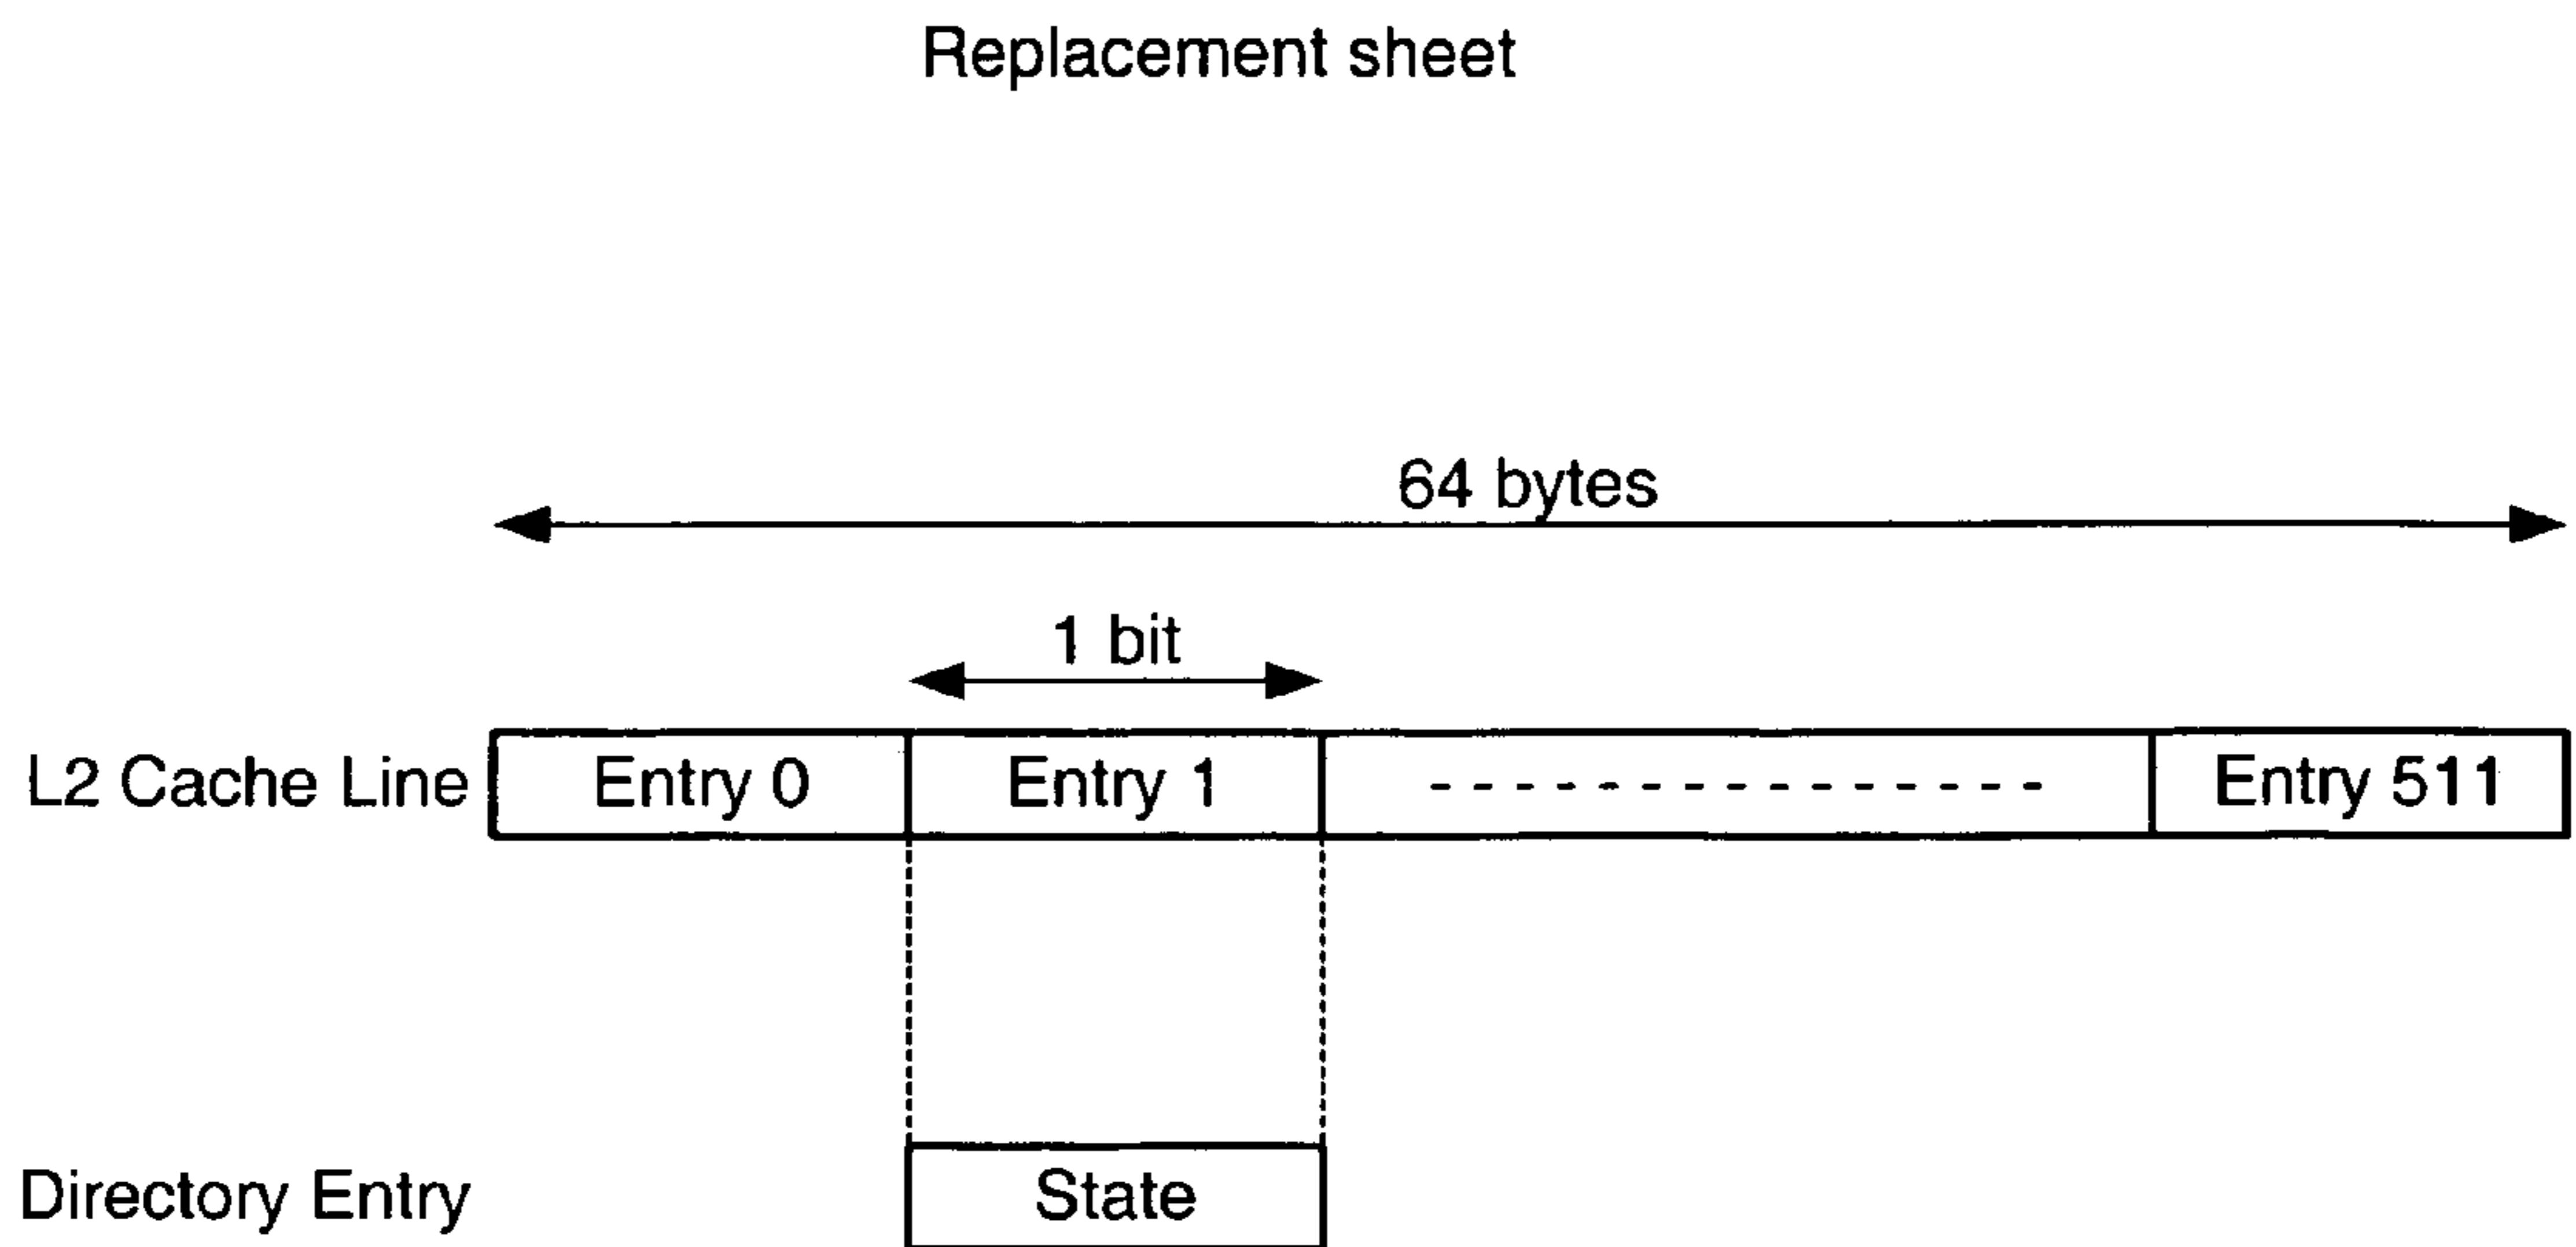 Replacement sheet
64 bytes
1 bit
L2 Cache Line Entry 0 Entry 1 Entry 511
Directory Entry State